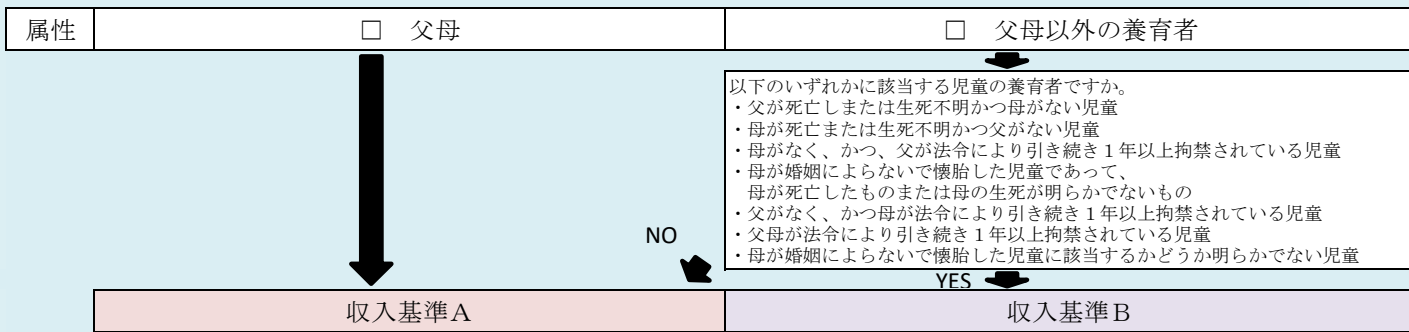 属性
□　父母
□　父母以外の養育者
以下のいずれかに該当する児童の養育者ですか。
・父が死亡しまたは生死不明かつ母がない児童
・母が死亡または生死不明かつ父がない児童
・母がなく、かつ、父が法令により引き続き１年以上拘禁されている児童
・母が婚姻によらないで懐胎した児童であって、
母が死亡したものまたは母の生死が明らかでないもの
・父がなく、かつ母が法令により引き続き１年以上拘禁されている児童
・父母が法令により引き続き１年以上拘禁されている児童
・母が婚姻によらないで懐胎した児童に該当するかどうか明らかでない児童
NO
YES
収入基準Ａ
収入基準Ｂ